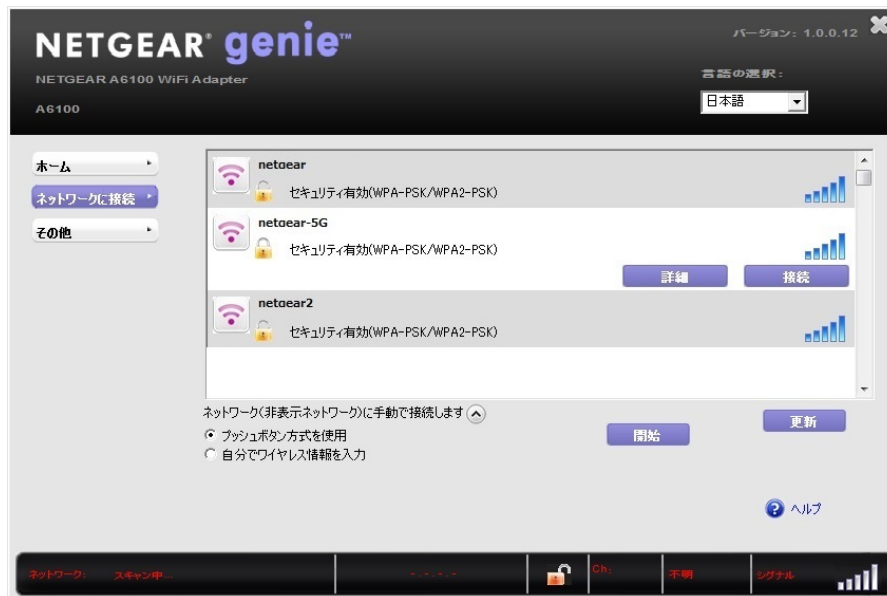 NETGEAR® genie™
バージョン: 1.0.0.12
NETGEAR A6100 WiFi Adapter
言語の選択:
A6100
日本語
ホーム
ネットワークに接続
その他
netgear
セキュリティ有効(WPA-PSK/WPA2-PSK)
netgear-5G
セキュリティ有効(WPA-PSK/WPA2-PSK)
詳細
接続
netgear2
セキュリティ有効(WPA-PSK/WPA2-PSK)
ネットワーク(非表示ネットワーク)に手動で接続します
プッシュボタン方式を使用
自分でワイヤレス情報を入力
開始
更新
ヘルプ
ネットワーク: スキャン中... -.-.-.- Ch: 不明 シグナル